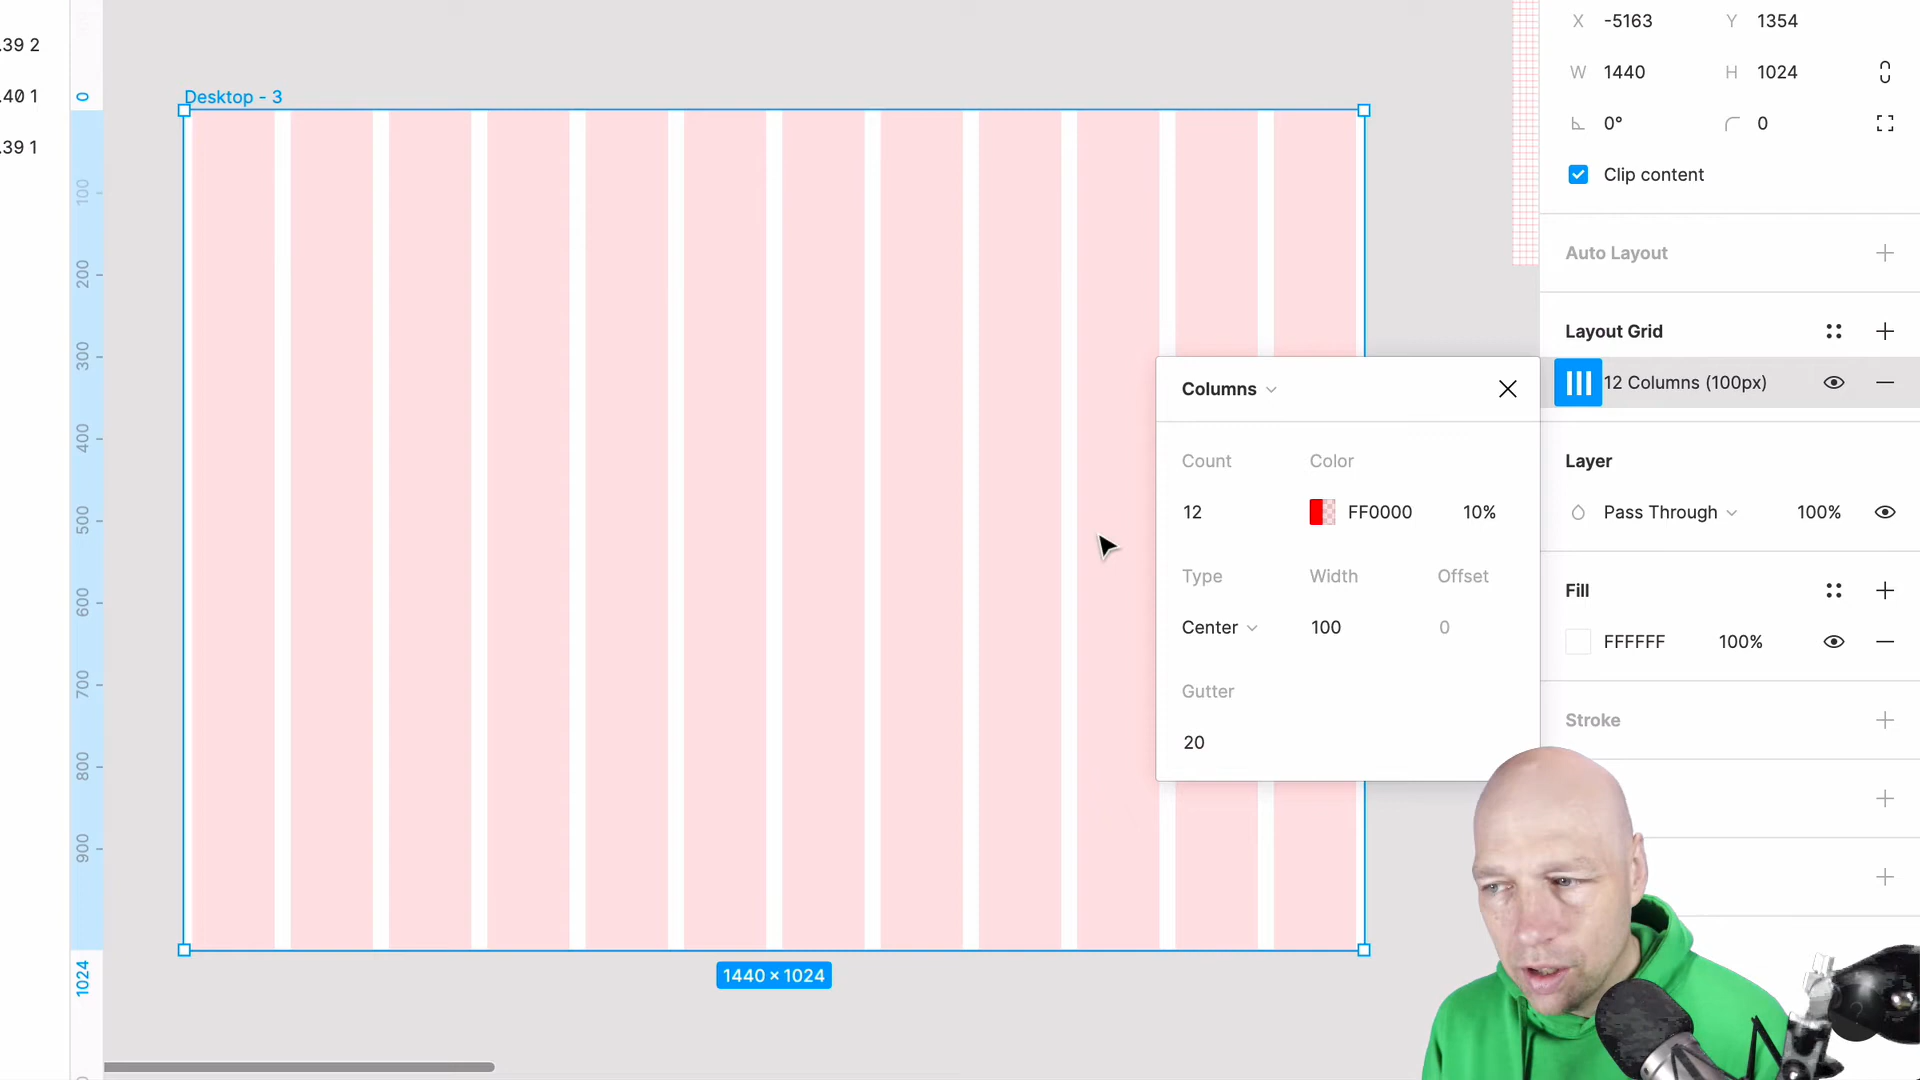 .39 2
.40 1
.39 1
0
100
200
300
400
500
600
700
800
900
1024
Desktop - 3
1440 × 1024
X -5163 Y 1354
W 1440 H 1024
0° 0
Clip content
Auto Layout
Layout Grid
12 Columns (100px)
Layer
Pass Through 100%
Fill
FFFFFF 100%
Stroke
Columns
Count Color
12 FF0000 10%
Type Width Offset
Center 100 0
Gutter
20